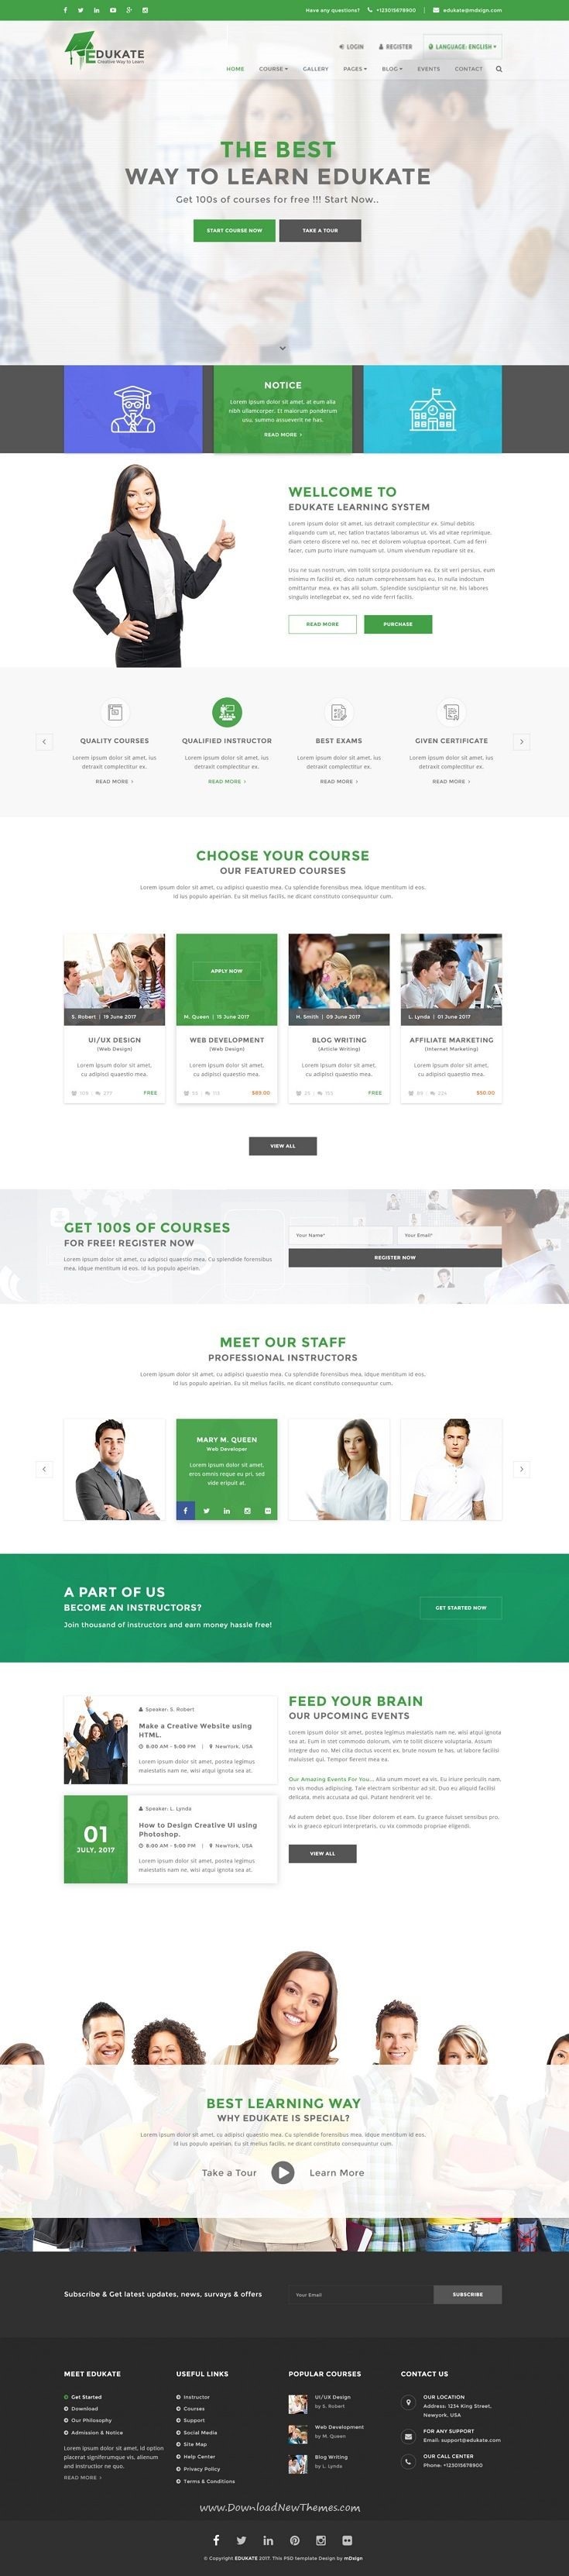 Have any questions?
+123015678900
edukate@mdsign.com
EDUKATE
Creative Way to Learn
LOGIN
REGISTER
LANGUAGE: ENGLISH
HOME
COURSE
GALLERY
PAGES
BLOG
EVENTS
CONTACT
THE BEST
WAY TO LEARN EDUKATE
Get 100s of courses for free !!! Start Now..
START COURSE NOW
TAKE A TOUR
NOTICE
Lorem ipsum dolor sit amet, at eum alia
nibh ullamcorper. Et malorum ponderum
usu, summo assueverit ne has,
READ MORE >
WELLCOME TO
EDUKATE LEARNING SYSTEM
Lorem ipsum dolor sit amet, ius detraxit complectitur ex. Simul debitis
aliquando cum ut, nec tation tractatos laboramus ut. Vis ad vitae reprimique,
diam cetero discere vel no, nec et dolorem voluptua oporteat. Cum ad ferri
facer, cum purto iriure numquam ut. Utium vivendum repudiare sit ex.
Usu ne suas nostrum, vim tollit scripta posidonium ea. Ex sit veri persius, eum
minimu m facilisi et, dico natum comprehensam has eu. In nulla indoctum
omittantur mea, ex has alii solum. Splendide suscipiantur sit ne, his labores
singulis intellegebat ex, sed no vide ferri facilis.
READ MORE
PURCHASE
QUALITY COURSES
Lorem ipsum dolor sit amet, ius
detraxit complectitur ex.
READ MORE >
QUALIFIED INSTRUCTOR
Lorem ipsum dolor sit amet, ius
detraxit complectitur ex.
READ MORE >
BEST EXAMS
Lorem ipsum dolor sit amet, ius
detraxit complectitur ex.
READ MORE >
GIVEN CERTIFICATE
Lorem ipsum dolor sit amet, ius
detraxit complectitur ex.
READ MORE >
CHOOSE YOUR COURSE
OUR FEATURED COURSES
Lorem ipsum dolor sit amet, cu adipisci quaestio mea. Cu splendide forensibus mea, Idque mentitum id eos,
id ius populo apeirian. Eu sit melius facilis, ne dicant constituto consequuntur cum.
S. Robert | 15 June 2017
UI/UX DESIGN
(Web Design)
Lorem ipsum dolor sit amet,
cu adipisci quaestio mea.
FREE
APPLY NOW
M. Queen | 11 June 2017
WEB DEVELOPMENT
(Web Design)
Lorem ipsum dolor sit amet,
cu adipisci quaestio mea.
$69.00
H. Smith | 09 June 2017
BLOG WRITING
(Article Writing)
Lorem ipsum dolor sit amet,
cu adipisci quaestio mea.
FREE
L. Lynda | 01 June 2017
AFFILIATE MARKETING
(Internet Marketing)
Lorem ipsum dolor sit amet,
cu adipisci quaestio mea.
$50.00
VIEW ALL
GET 100S OF COURSES
FOR FREE! REGISTER NOW
Lorem ipsum dolor sit amet, cu adipisci quaestio mea. Cu splendide forensibus
mea, Idque mentitum id eos, id ius populo apeirian.
Your Name*
Your Email*
REGISTER NOW
MEET OUR STAFF
PROFESSIONAL INSTRUCTORS
Lorem ipsum dolor sit amet, cu adipisci quaestio mea. Cu splendide forensibus mea, Idque mentitum id eos,
id ius populo apeirian. Eu sit melius facilis, ne dicant constituto consequuntur cum.
MARY M. QUEEN
Web Developer
Lorem ipsum dolor sit amet,
eros omnis reque eu pri, sed
vide eripuit at.
A PART OF US
BECOME AN INSTRUCTORS?
Join thousand of instructors and earn money hassle free!
GET STARTED NOW
Speaker: S. Robert
Make a Creative Website using
HTML.
8:00 AM - 5:00 PM | NewYork, USA
Lorem ipsum dolor sit amet, postea legimus
malestatis nam ne, wisi atqui ignota sea at.
01
JULY, 2017
Speaker: L. Lynda
How to Design Creative UI using
Photoshop.
8:00 AM - 5:00 PM | NewYork, USA
Lorem ipsum dolor sit amet, postea legimus
malestatis nam ne, wisi atqui ignota sea at.
FEED YOUR BRAIN
OUR UPCOMING EVENTS
Lorem ipsum dolor sit amet, postea legimus malestatis nam ne, wisi atqui ignota
sea at. Eum in stet commodo dolorum, vim te tollit discere voluptaria. Assum
integre duo no. Mei clita doctus vocent ex, brute novum te has, ut labore facilisi
maluisset qui. Tempor fierent mea ea.
Our Amazing Events For You... Alia unum moset ea vis. Eu iriure periculis nam,
no vis modus adipiscing. Tale electram scribentur ad sit. Duo eu aliquid facilisi
delicata, meis accusata ad qui. Putant hendrerit vel te.
Ad autem debet quo. Esse liber dolorem et eam. Eu graece fuisset sensibus pro,
vix in graeco epicuri interpretaris, cu vix commodo propriae eligendi.
VIEW ALL
BEST LEARNING WAY
WHY EDUKATE IS SPECIAL?
Lorem ipsum dolor sit amet, cu adipisci quaestio mea. Cu splendide forensibus mea, Idque mentitum id eos,
id ius populo apeirian. Eu sit melius facilis, ne dicant constituto consequuntur cum.
Take a Tour
Learn More
Subscribe & Get latest updates, news, survays & offers
Your Email
SUBSCRIBE
MEET EDUKATE
Get Started
Download
Our Philosophy
Admission & Notice
Lorem ipsum dolor sit amet, id option
placerat signiferumque vis, alienum
and instructior ne quo.
READ MORE >
USEFUL LINKS
Instructor
Courses
Support
Social Media
Site Map
Help Center
Privacy Policy
Terms & Conditions
POPULAR COURSES
UI/UX Design
by S. Robert
Web Development
by M. Queen
Blog Writing
by L. Lynda
CONTACT US
OUR LOCATION
Address: 1234 King Street,
Newyork, USA
FOR ANY SUPPORT
Email: support@edukate.com
OUR CALL CENTER
Phone: +123015678900
www.DownloadNewThemes.com
© Copyright EDUKATE 2017. This PSD template Design by mDsign